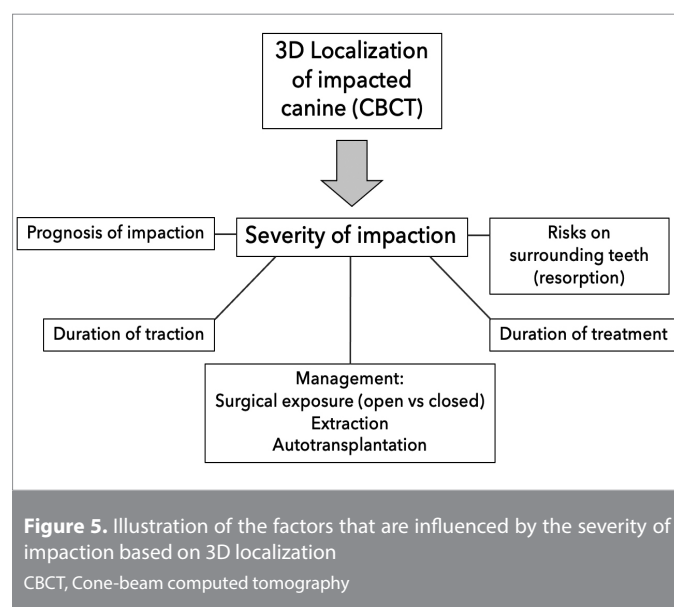 3D Localization
of impacted
canine (CBCT)
Prognosis of impaction
Severity of impaction
Risks on
surrounding teeth
(resorption)
Duration of traction
Duration of treatment
Management:
Surgical exposure (open vs closed)
Extraction
Autotransplantation
Figure 5. Illustration of the factors that are influenced by the severity of
impaction based on 3D localization
CBCT, Cone-beam computed tomography